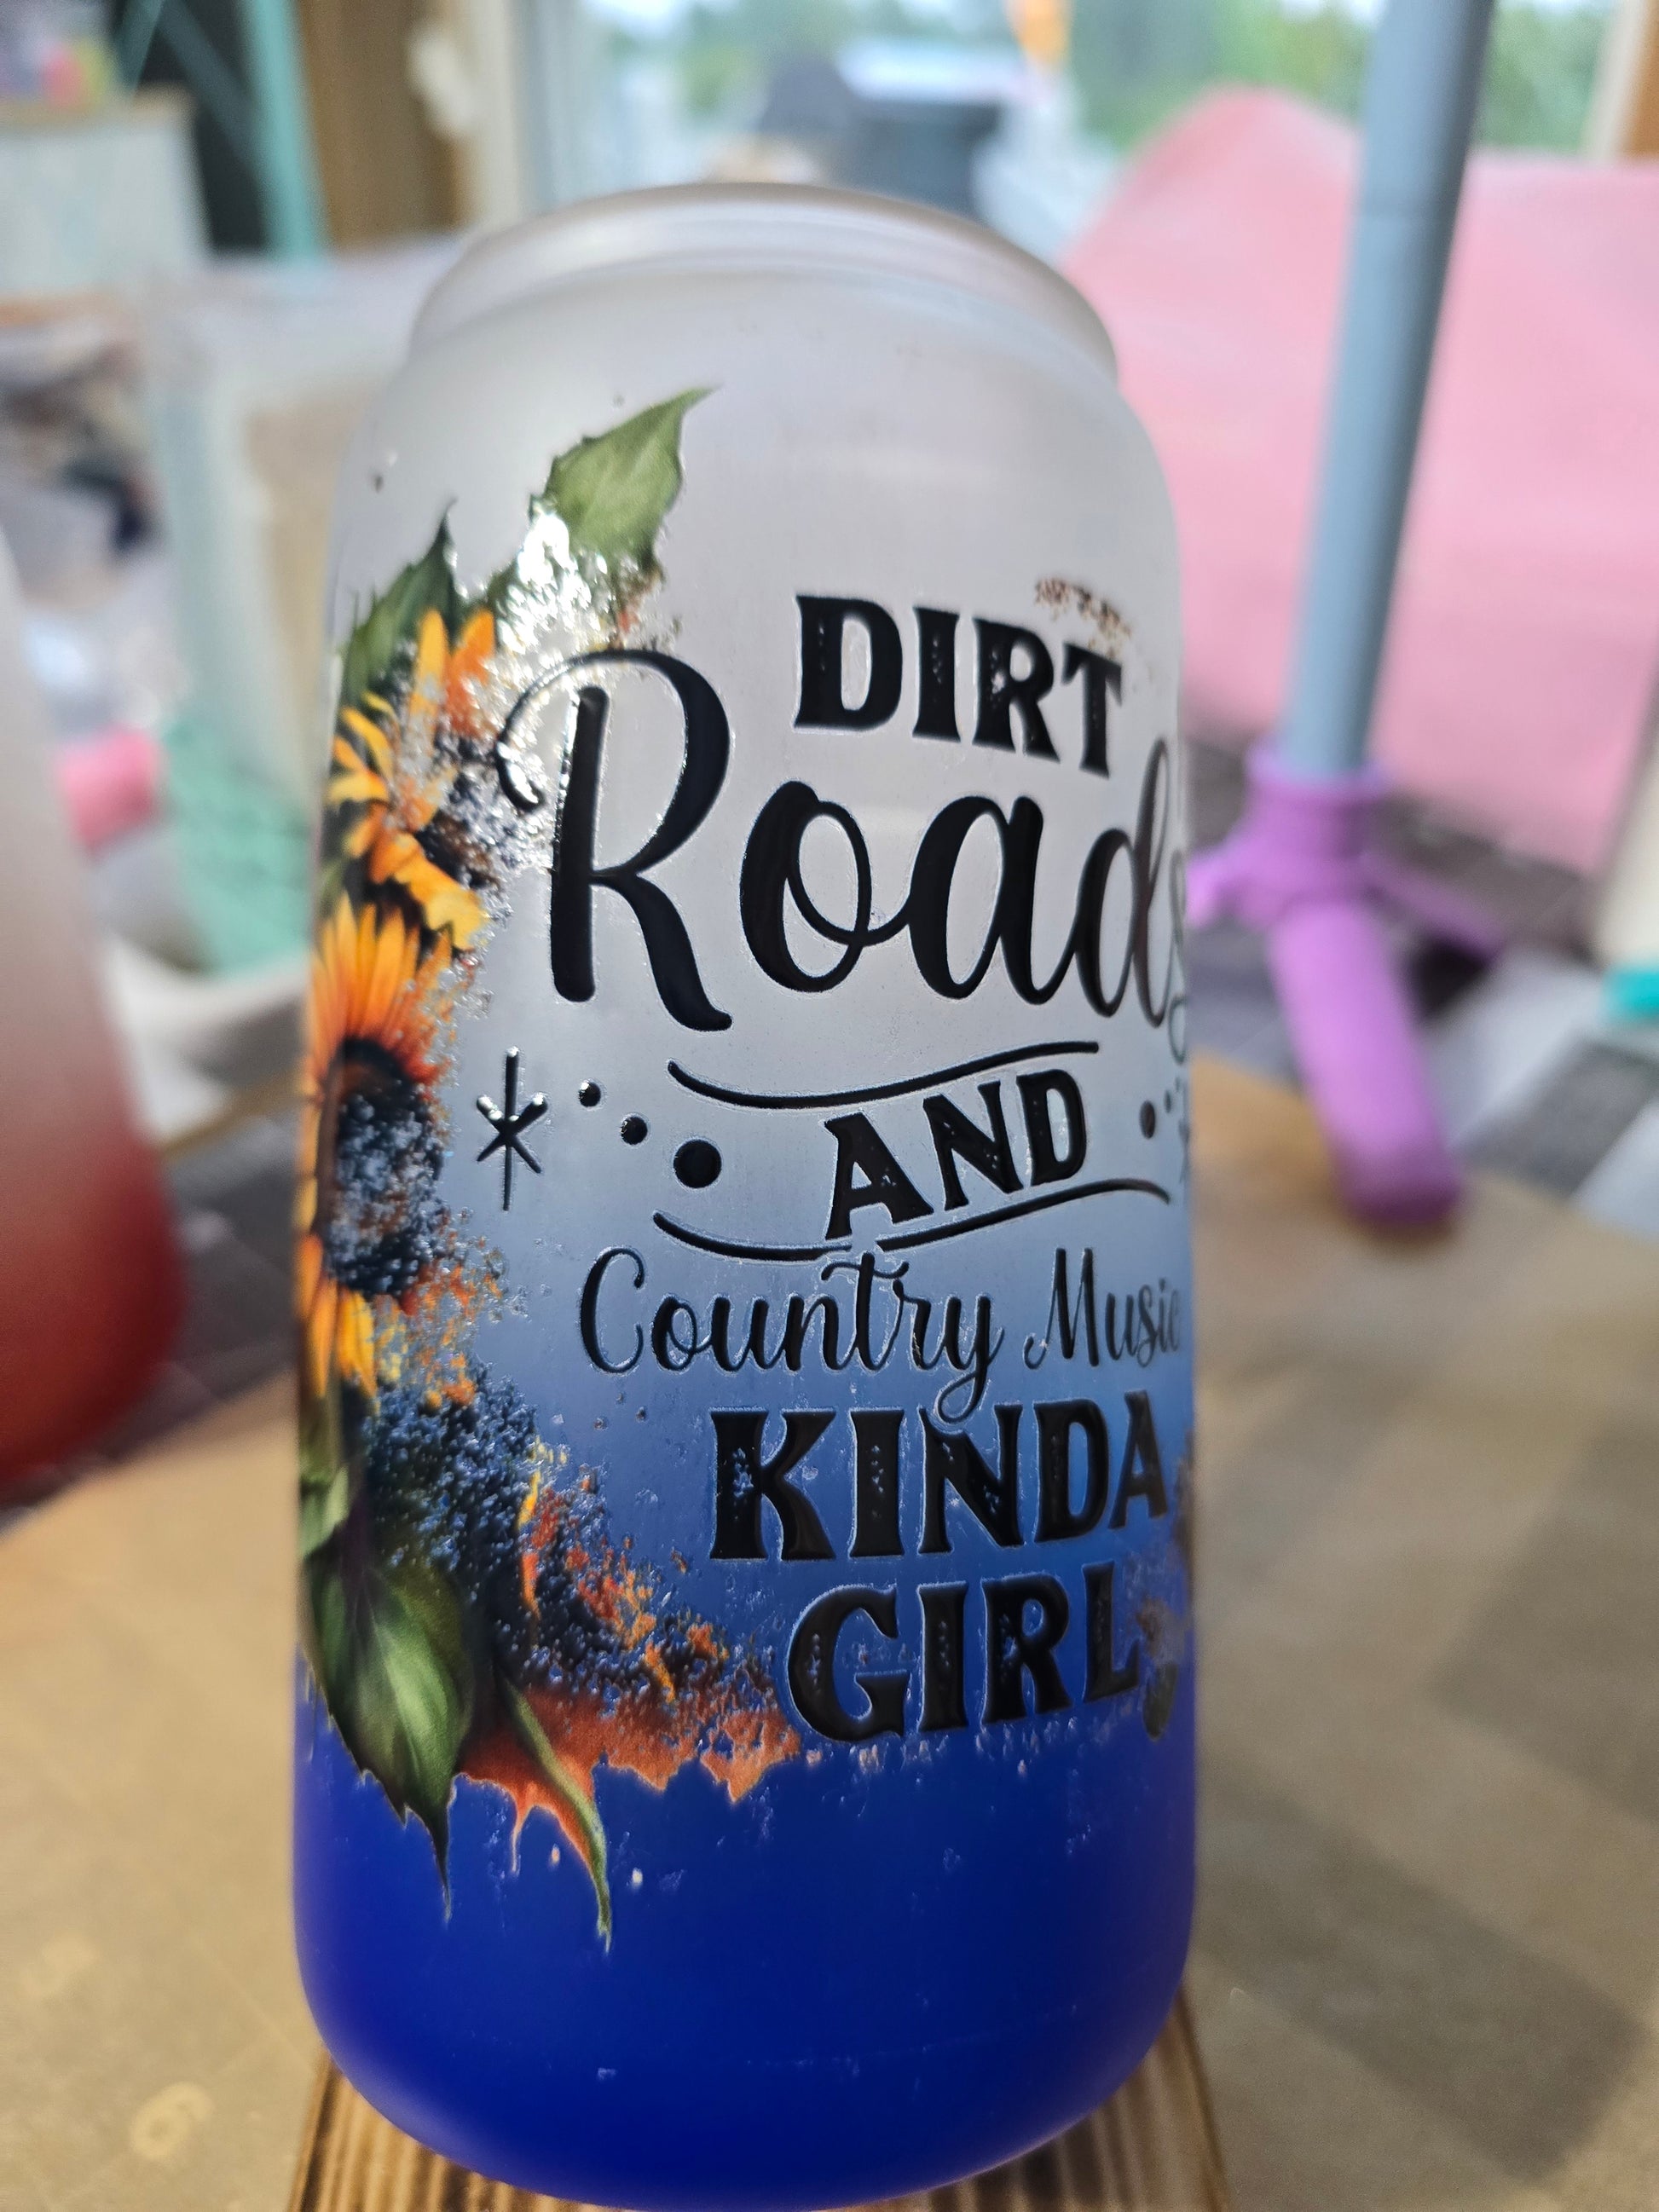 DIRT
Roads
AND
Country Music
KINDA
GIRL